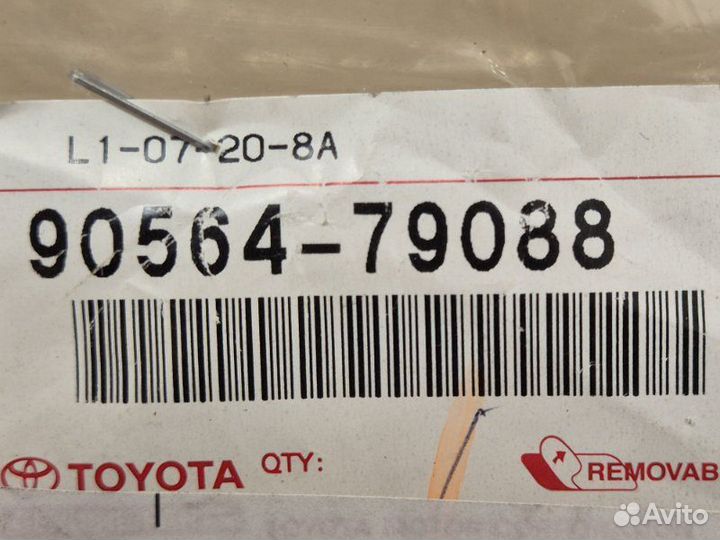 L1-07-20-8A
90564-79088
TOYOTA QTY:
REMOVAB
Avito